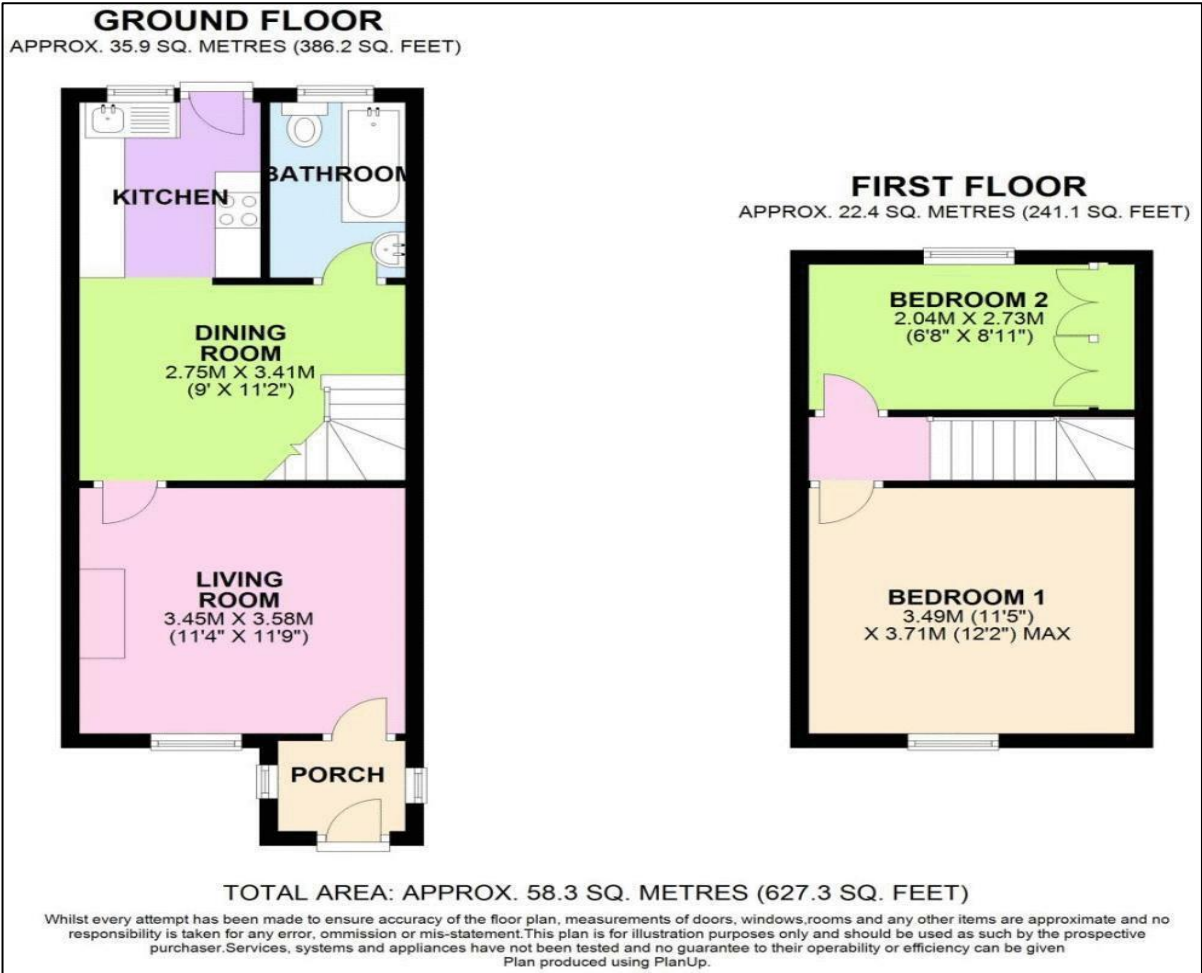 GROUND FLOOR
APPROX. 35.9 SQ. METRES (386.2 SQ. FEET)
KITCHEN
BATHROOM
DINING
ROOM
2.75M X 3.41M
(9' X 11'2")
LIVING
ROOM
3.45M X 3.58M
(11'4" X 11'9")
PORCH
FIRST FLOOR
APPROX. 22.4 SQ. METRES (241.1 SQ. FEET)
BEDROOM 2
2.04M X 2.73M
(6'8" X 8'11")
BEDROOM 1
3.49M (11'5")
X 3.71M (12'2") MAX
TOTAL AREA: APPROX. 58.3 SQ. METRES (627.3 SQ. FEET)
Whilst every attempt has been made to ensure accuracy of the floor plan, measurements of doors, windows,rooms and any other items are approximate and no
responsibility is taken for any error, ommission or mis-statement.This plan is for illustration purposes only and should be used as such by the prospective
purchaser.Services, systems and appliances have not been tested and no guarantee to their operability or efficiency can be given
Plan produced using PlanUp.